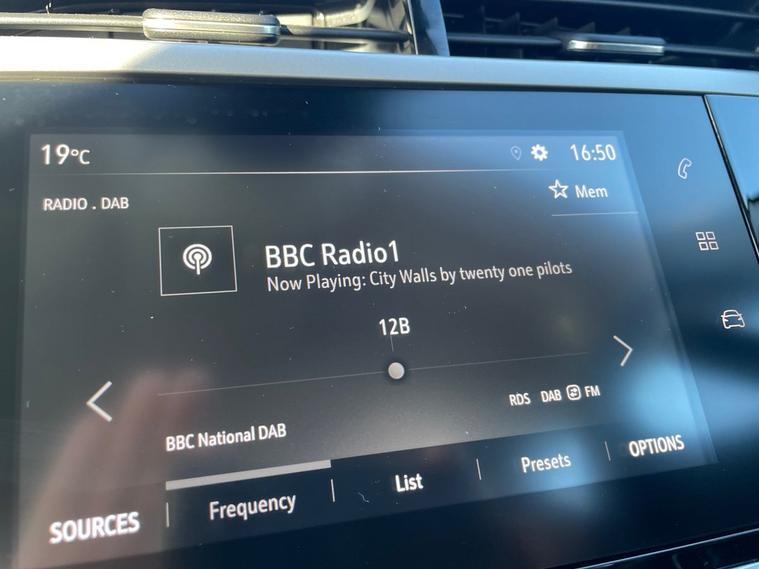 19°C 16:50
Mem
RADIO . DAB
BBC Radio1
Now Playing: City Walls by twenty one pilots
12B
RDS DAB FM
BBC National DAB
SOURCES Frequency List Presets OPTIONS